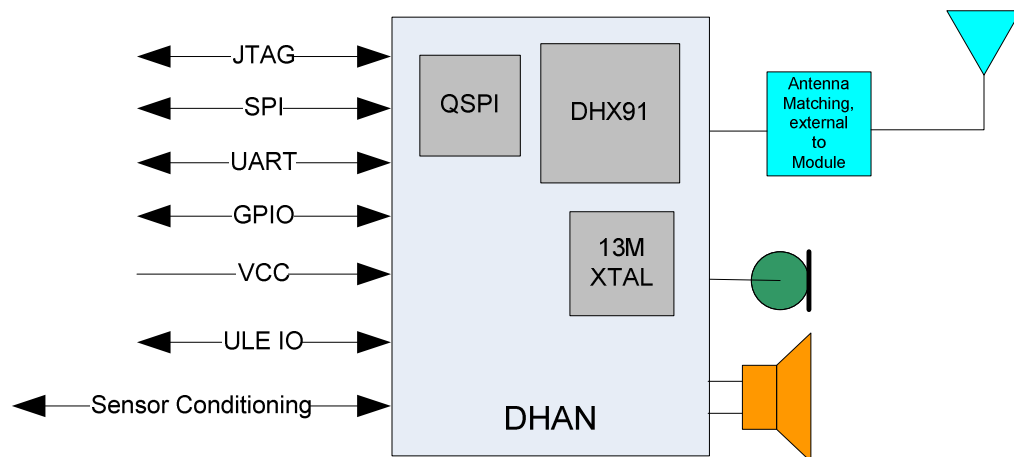 JTAG
SPI
UART
GPIO
VCC
ULE IO
Sensor Conditioning
QSPI
DHX91
13M
XTAL
DHAN
Antenna
Matching,
external
to
Module